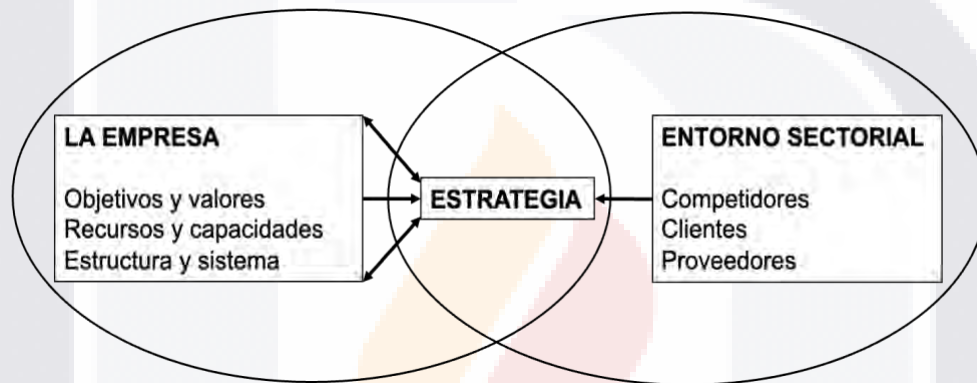 LA EMPRESA
Objetivos y valores
Recursos y capacidades
Estructura y sistema
ESTRATEGIA
ENTORNO SECTORIAL
Competidores
Clientes
Proveedores